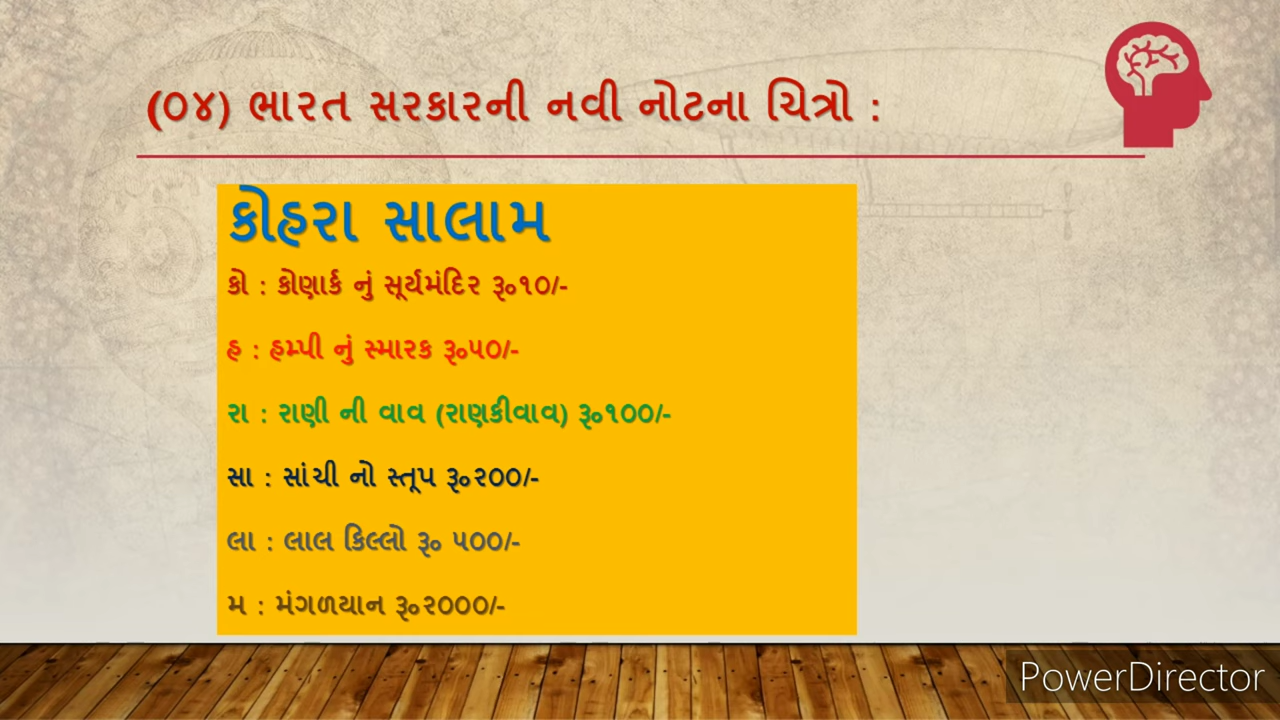 (૦૪) ભારત સરકારની નવી નોટના ચિત્રો :
કોહરા સાલામ
કો : કોણાર્ક નું સૂર્યમંદિર રૂ૦૧૦/-
હ : હમ્પી નું સ્મારક રૂ૦૫૦/-
રા : રાણી ની વાવ (રાણકીવાવ) રૂ૦૧૦૦/-
સા : સાંચી નો સ્તૂપ રૂ૦૨૦૦/-
લા : લાલ કિલ્લો રૂ૦ ૫૦૦/-
મ : મંગળયાન રૂ૦૨૦૦૦/-
PowerDirector